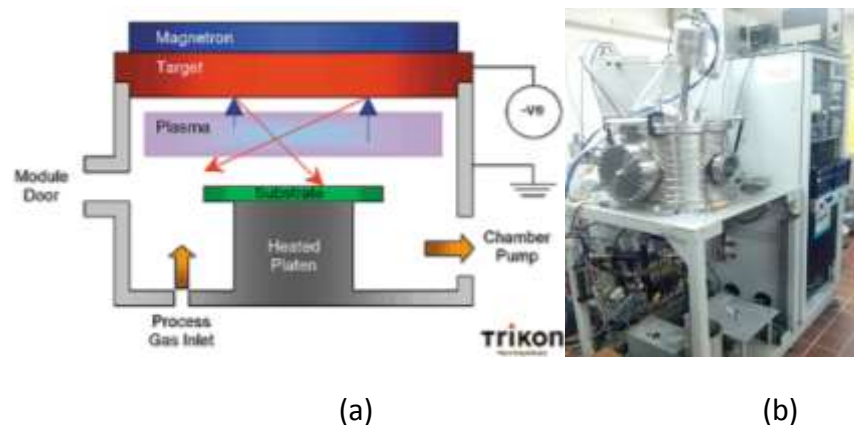 Magnetron
Target
-ve
Plasma
Module
Door
Substrate
Heated
Platen
Chamber
Pump
Process
Gas Inlet
Trikon
(a)
(b)